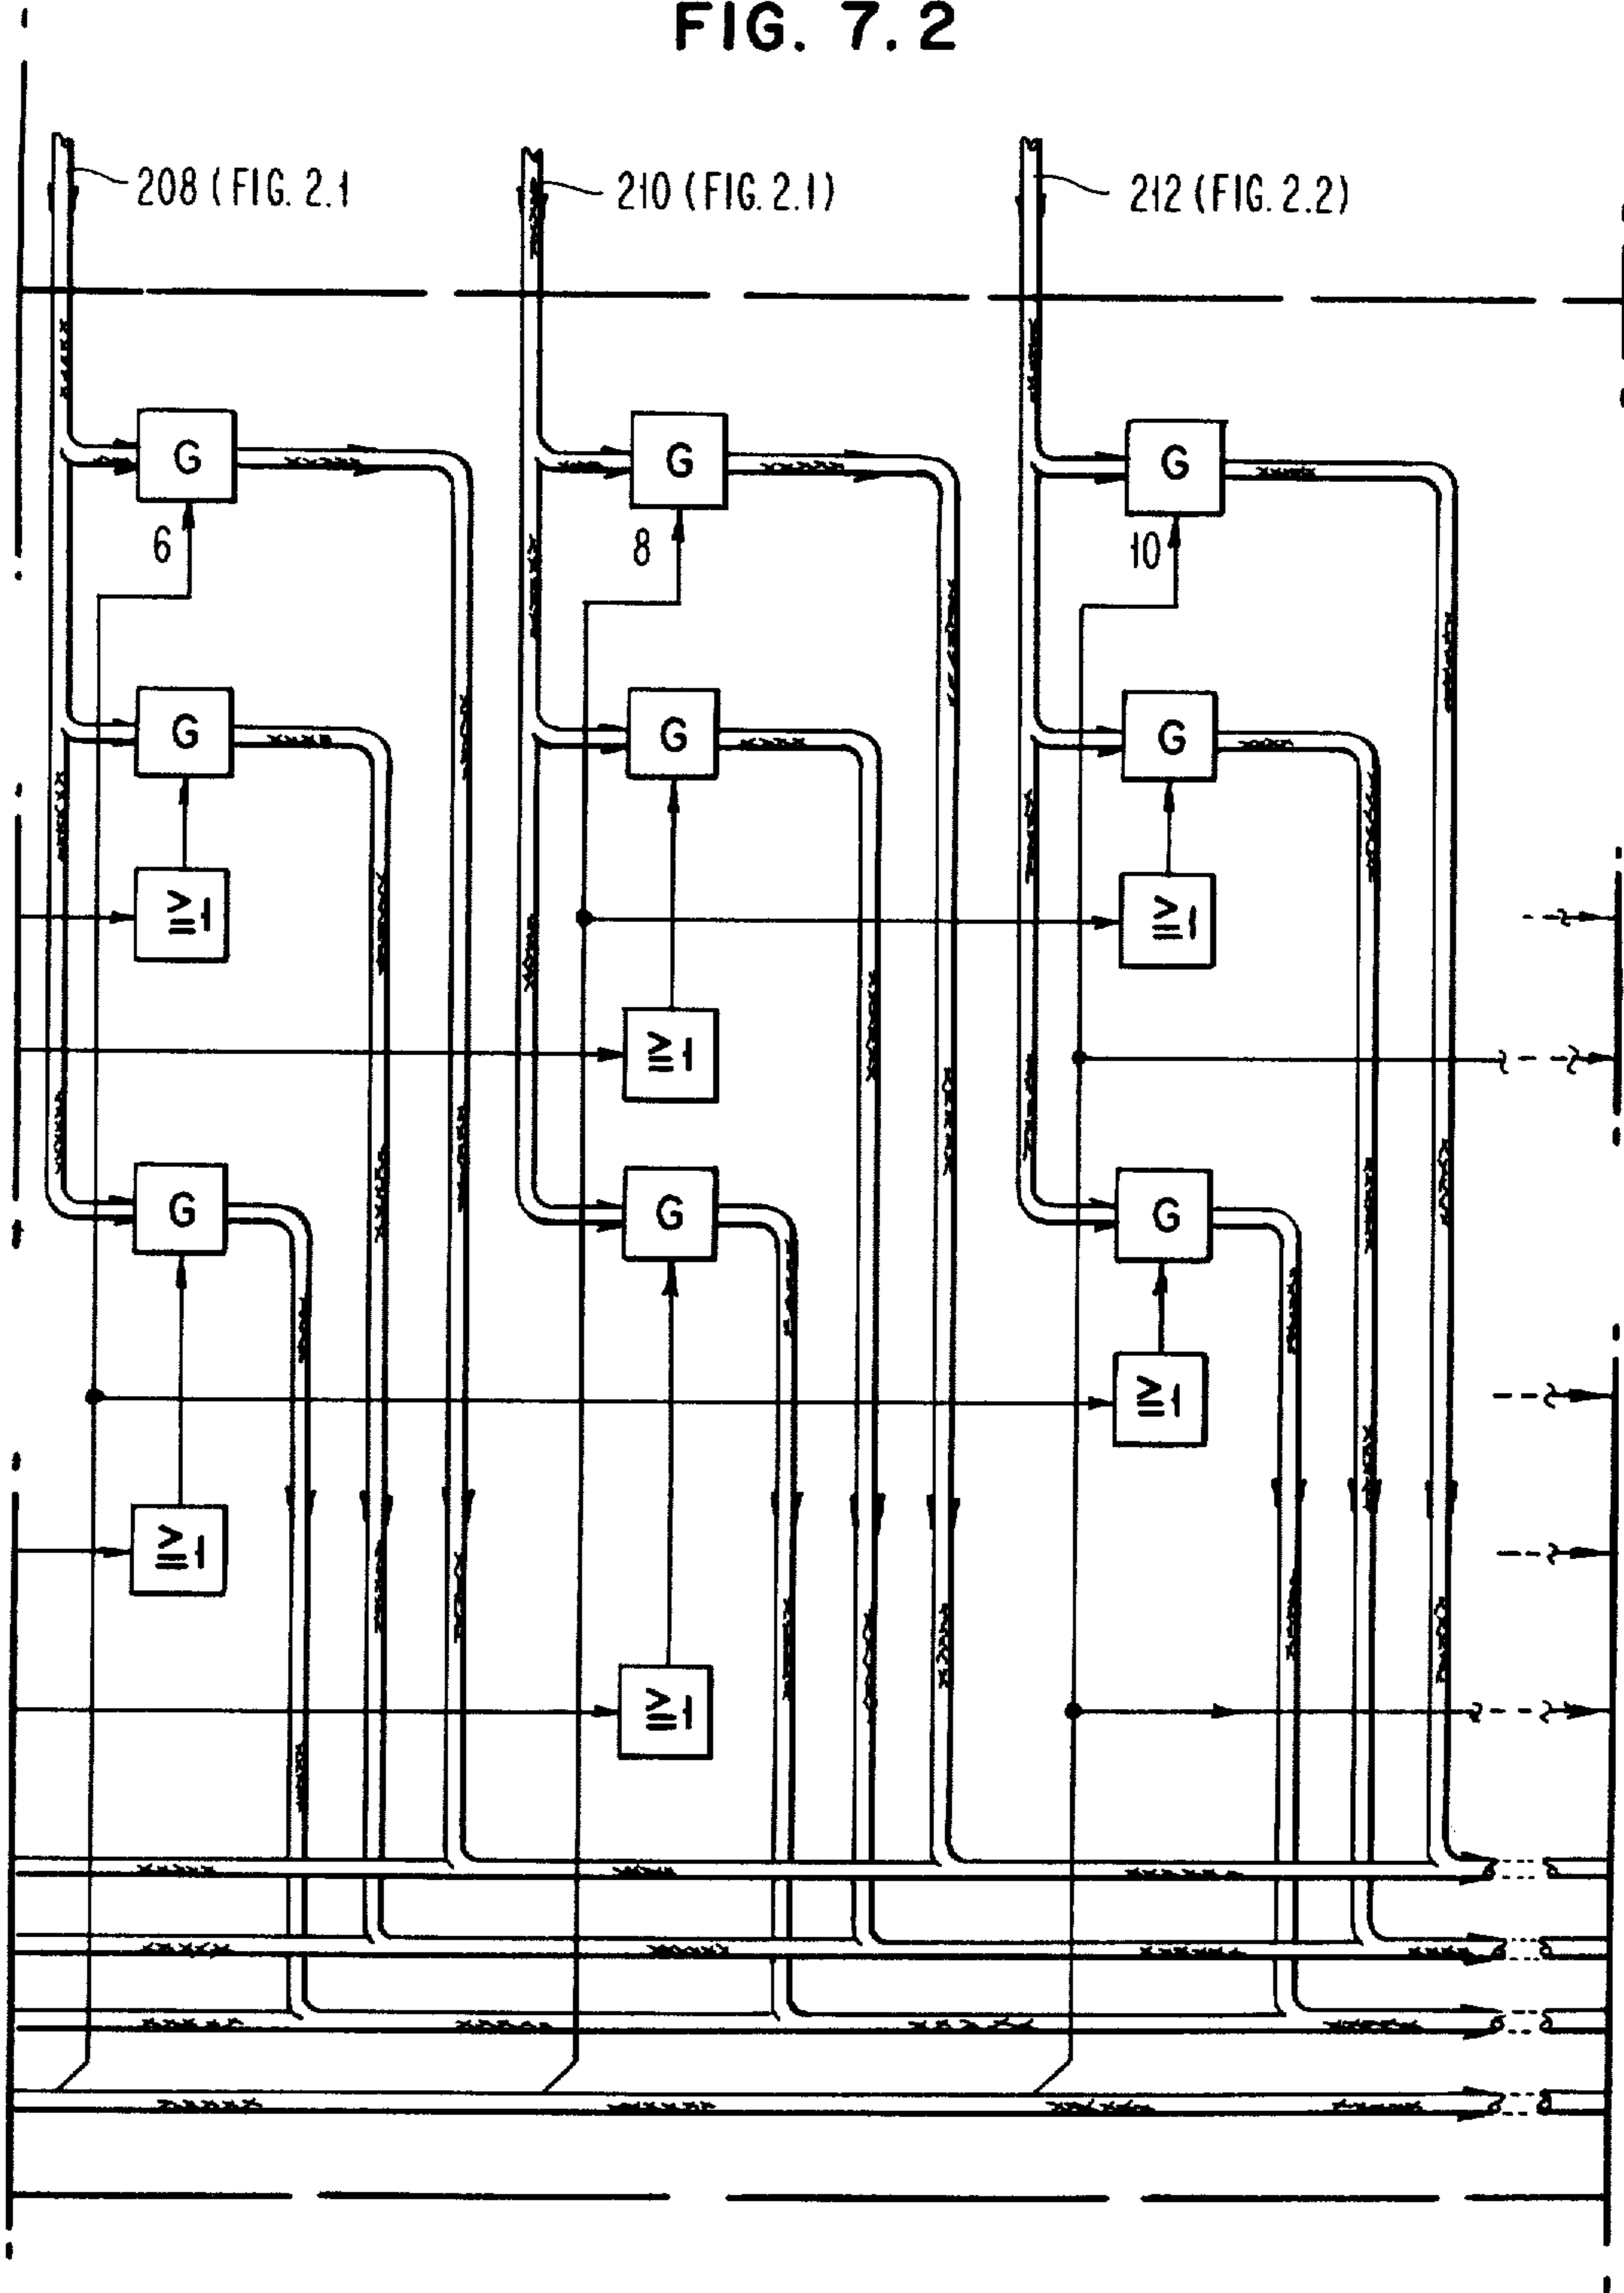 FIG. 7.2
208 (FIG. 2.1
210 (FIG. 2.1)
212 (FIG. 2.2)
G
G
G
6
8
10
G
G
G
≥1
≥1
≥1
G
G
G
≥1
≥1
≥1